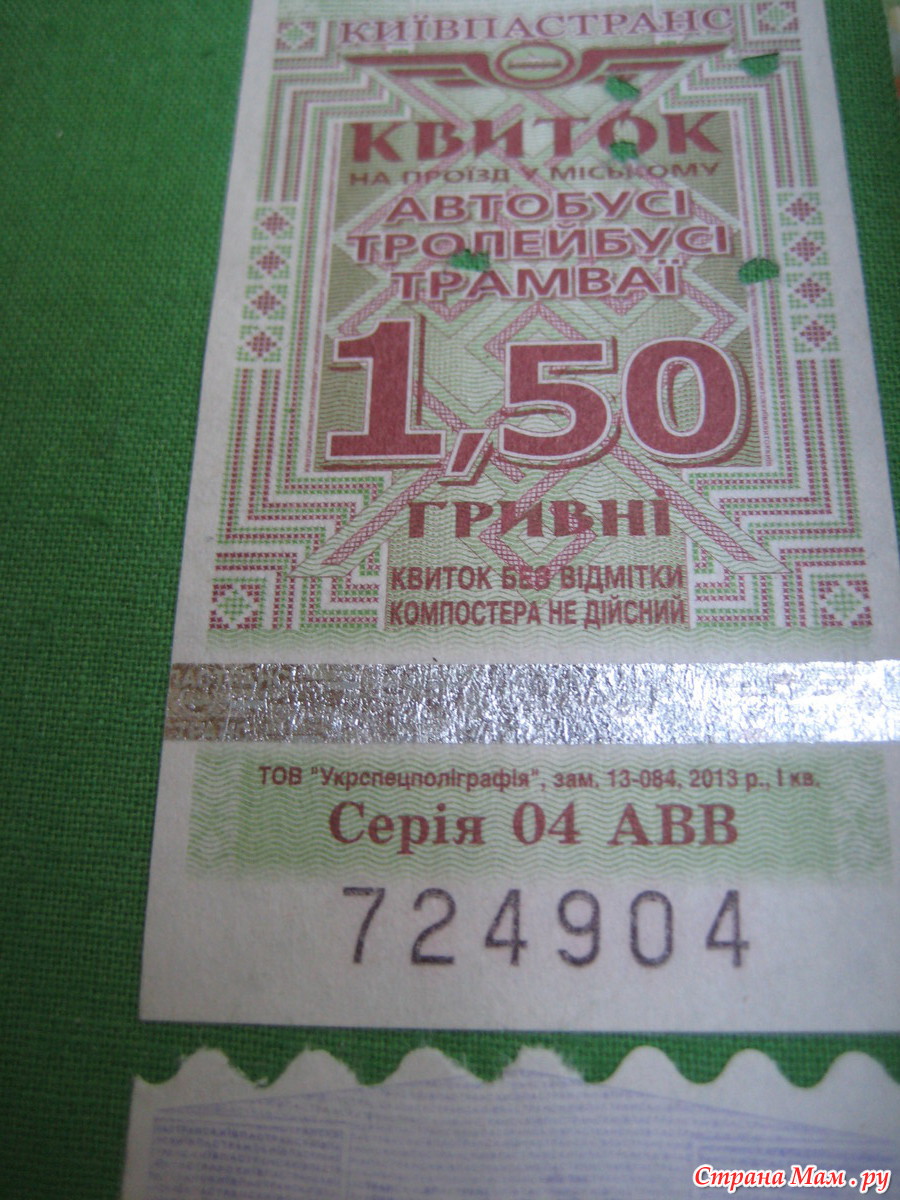 КИЇВПАСТРАНС
КВИТОК
НА ПРОЇЗД У МІСЬКОМУ
АВТОБУСІ
ТРОЛЕЙБУСІ
ТРАМВАЇ
1,50
ГРИВНІ
КВИТОК БЕЗ ВІДМІТКИ
КОМПОСТЕРА НЕ ДІЙСНИЙ
ТОВ "Укрспецполіграфія", зам. 13-084, 2013 р., І кв.
Серія 04 АВВ
724904
Страна Мам.ру